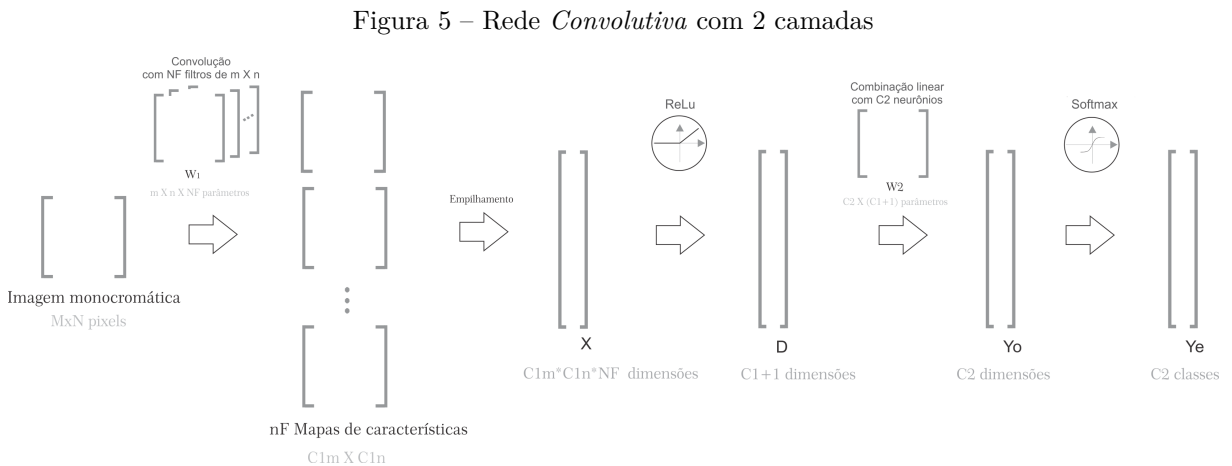 Figura 5 – Rede Convolutiva com 2 camadas
Convolução
com NF filtros de m X n
W1
m X n X NF parâmetros
Imagem monocromática
MxN pixels
nF Mapas de características
C1m X C1n
Empilhamento
X
C1m*C1n*NF dimensões
ReLu
D
C1+1 dimensões
Combinação linear
com C2 neurônios
W2
C2 X (C1+1) parâmetros
Yo
C2 dimensões
Softmax
Ye
C2 classes